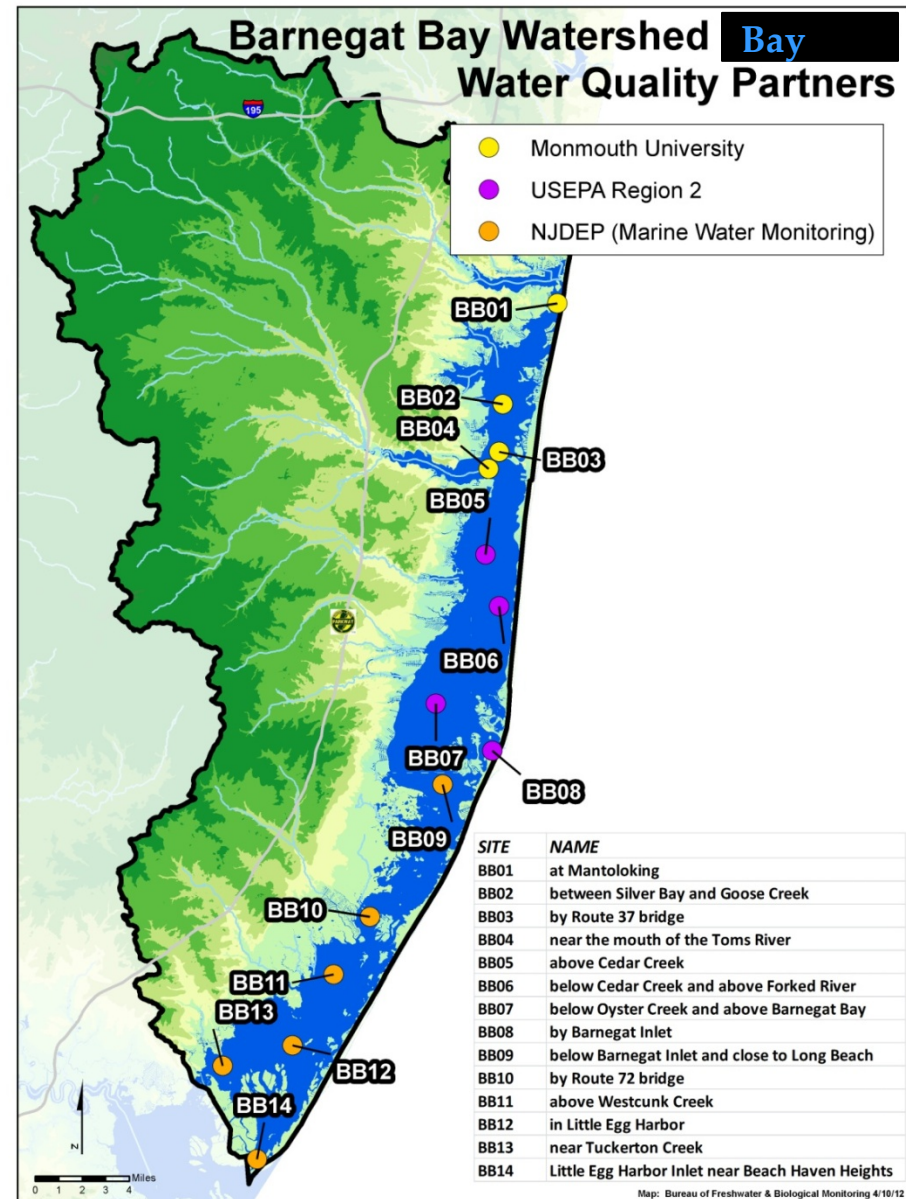 Barnegat Bay Watershed Bay
Water Quality Partners
195
Monmouth University
USEPA Region 2
NJDEP (Marine Water Monitoring)
BB01
BB02
BB04
BB03
BB05
BB06
BB07
BB08
BB09
BB10
BB11
BB13
BB12
BB14
SITE NAME
BB01 at Mantoloking
BB02 between Silver Bay and Goose Creek
BB03 by Route 37 bridge
BB04 near the mouth of the Toms River
BB05 above Cedar Creek
BB06 below Cedar Creek and above Forked River
BB07 below Oyster Creek and above Barnegat Bay
BB08 by Barnegat Inlet
BB09 below Barnegat Inlet and close to Long Beach
BB10 by Route 72 bridge
BB11 above Westcunk Creek
BB12 in Little Egg Harbor
BB13 near Tuckerton Creek
BB14 Little Egg Harbor Inlet near Beach Haven Heights
N
Miles
0 1 2 3 4
Map: Bureau of Freshwater & Biological Monitoring 4/10/12